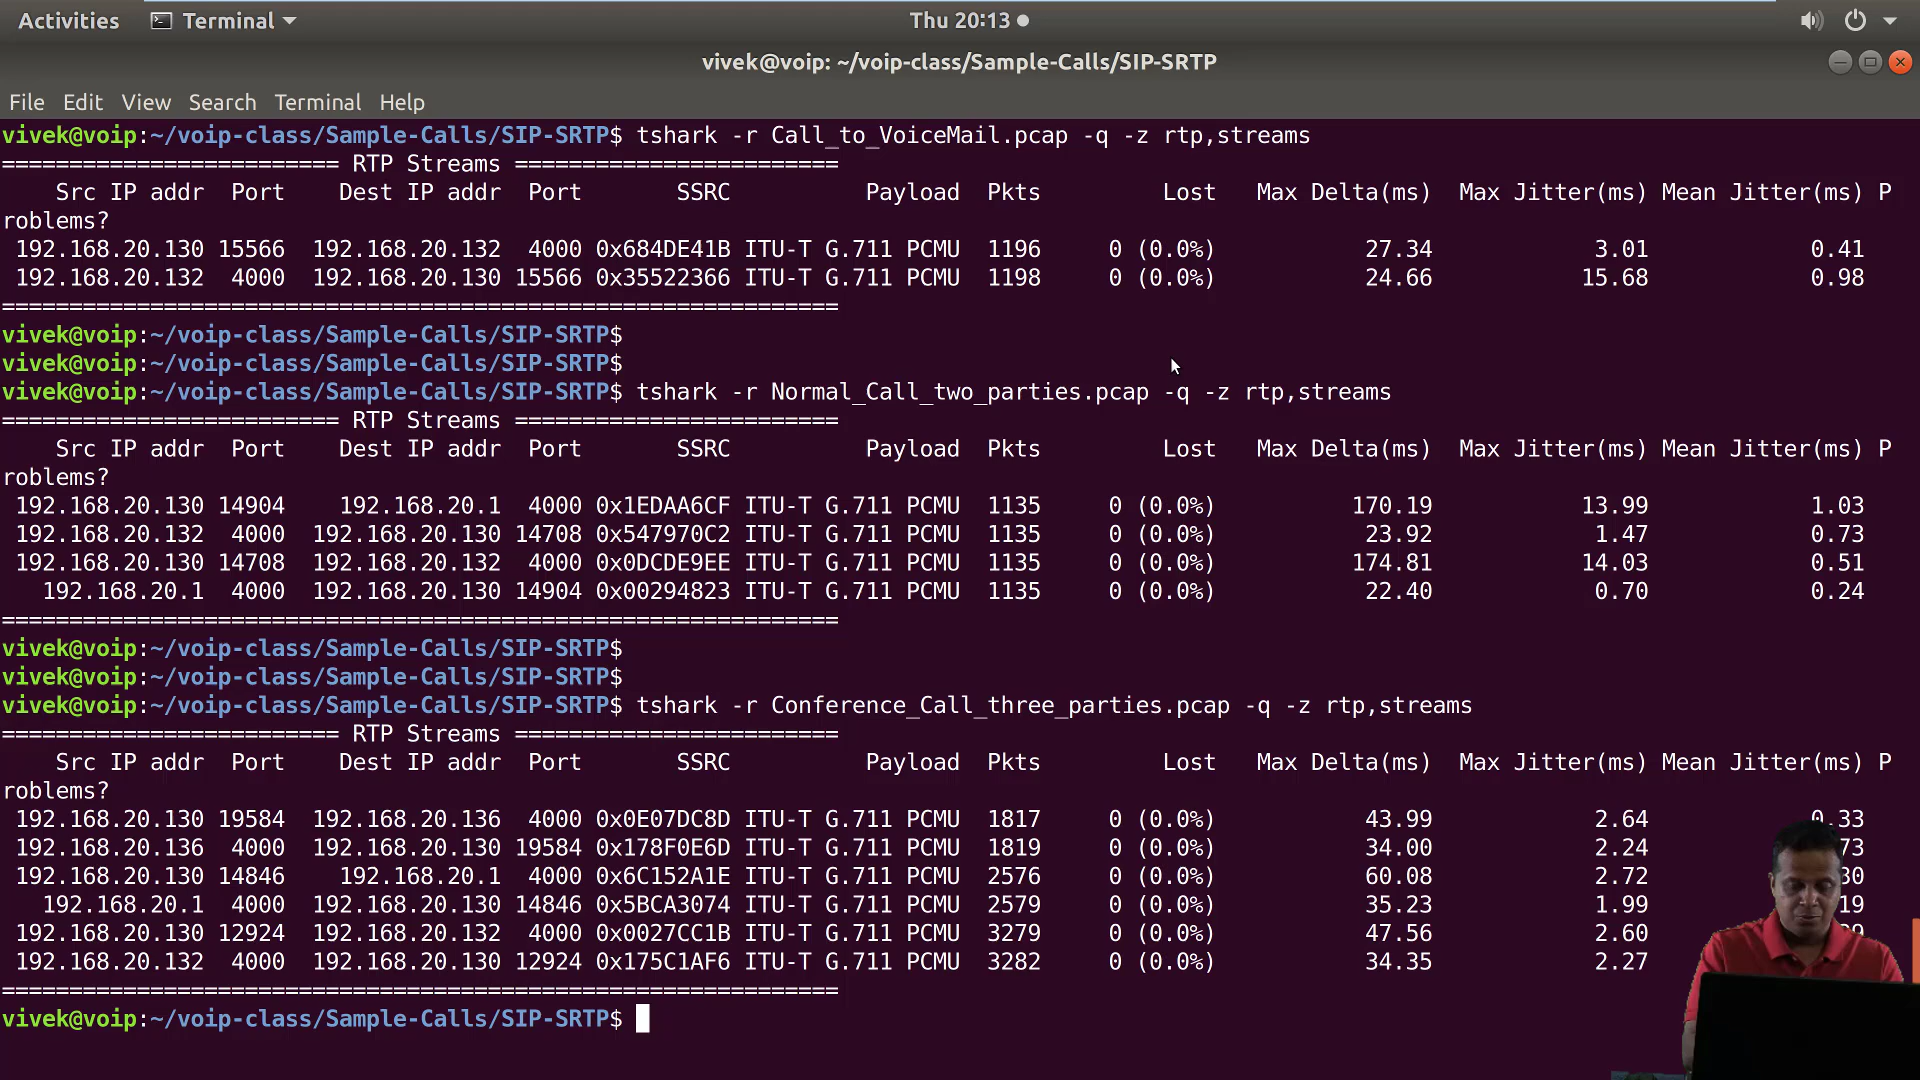 Activities Terminal Thu 20:13
vivek@voip: ~/voip-class/Sample-Calls/SIP-SRTP
File Edit View Search Terminal Help
vivek@voip:~/voip-class/Sample-Calls/SIP-SRTP$ tshark -r Call_to_VoiceMail.pcap -q -z rtp,streams
========================= RTP Streams ========================
Src IP addr Port Dest IP addr Port SSRC Payload Pkts Lost Max Delta(ms) Max Jitter(ms) Mean Jitter(ms) P
roblems?
192.168.20.130 15566 192.168.20.132 4000 0x684DE41B ITU-T G.711 PCMU 1196 0 (0.0%) 27.34 3.01 0.41
192.168.20.132 4000 192.168.20.130 15566 0x35522366 ITU-T G.711 PCMU 1198 0 (0.0%) 24.66 15.68 0.98
==============================================================
vivek@voip:~/voip-class/Sample-Calls/SIP-SRTP$
vivek@voip:~/voip-class/Sample-Calls/SIP-SRTP$
vivek@voip:~/voip-class/Sample-Calls/SIP-SRTP$ tshark -r Normal_Call_two_parties.pcap -q -z rtp,streams
========================= RTP Streams ========================
Src IP addr Port Dest IP addr Port SSRC Payload Pkts Lost Max Delta(ms) Max Jitter(ms) Mean Jitter(ms) P
roblems?
192.168.20.130 14904 192.168.20.1 4000 0x1EDAA6CF ITU-T G.711 PCMU 1135 0 (0.0%) 170.19 13.99 1.03
192.168.20.132 4000 192.168.20.130 14708 0x547970C2 ITU-T G.711 PCMU 1135 0 (0.0%) 23.92 1.47 0.73
192.168.20.130 14708 192.168.20.132 4000 0x0DCDE9EE ITU-T G.711 PCMU 1135 0 (0.0%) 174.81 14.03 0.51
192.168.20.1 4000 192.168.20.130 14904 0x00294823 ITU-T G.711 PCMU 1135 0 (0.0%) 22.40 0.70 0.24
==============================================================
vivek@voip:~/voip-class/Sample-Calls/SIP-SRTP$
vivek@voip:~/voip-class/Sample-Calls/SIP-SRTP$
vivek@voip:~/voip-class/Sample-Calls/SIP-SRTP$ tshark -r Conference_Call_three_parties.pcap -q -z rtp,streams
========================= RTP Streams ========================
Src IP addr Port Dest IP addr Port SSRC Payload Pkts Lost Max Delta(ms) Max Jitter(ms) Mean Jitter(ms) P
roblems?
192.168.20.130 19584 192.168.20.136 4000 0x0E07DC8D ITU-T G.711 PCMU 1817 0 (0.0%) 43.99 2.64 0.33
192.168.20.136 4000 192.168.20.130 19584 0x178F0E6D ITU-T G.711 PCMU 1819 0 (0.0%) 34.00 2.24
192.168.20.130 14846 192.168.20.1 4000 0x6C152A1E ITU-T G.711 PCMU 2576 0 (0.0%) 60.08 2.72
192.168.20.1 4000 192.168.20.130 14846 0x5BCA3074 ITU-T G.711 PCMU 2579 0 (0.0%) 35.23 1.99
192.168.20.130 12924 192.168.20.132 4000 0x0027CC1B ITU-T G.711 PCMU 3279 0 (0.0%) 47.56 2.60
192.168.20.132 4000 192.168.20.130 12924 0x175C1AF6 ITU-T G.711 PCMU 3282 0 (0.0%) 34.35 2.27
==============================================================
vivek@voip:~/voip-class/Sample-Calls/SIP-SRTP$